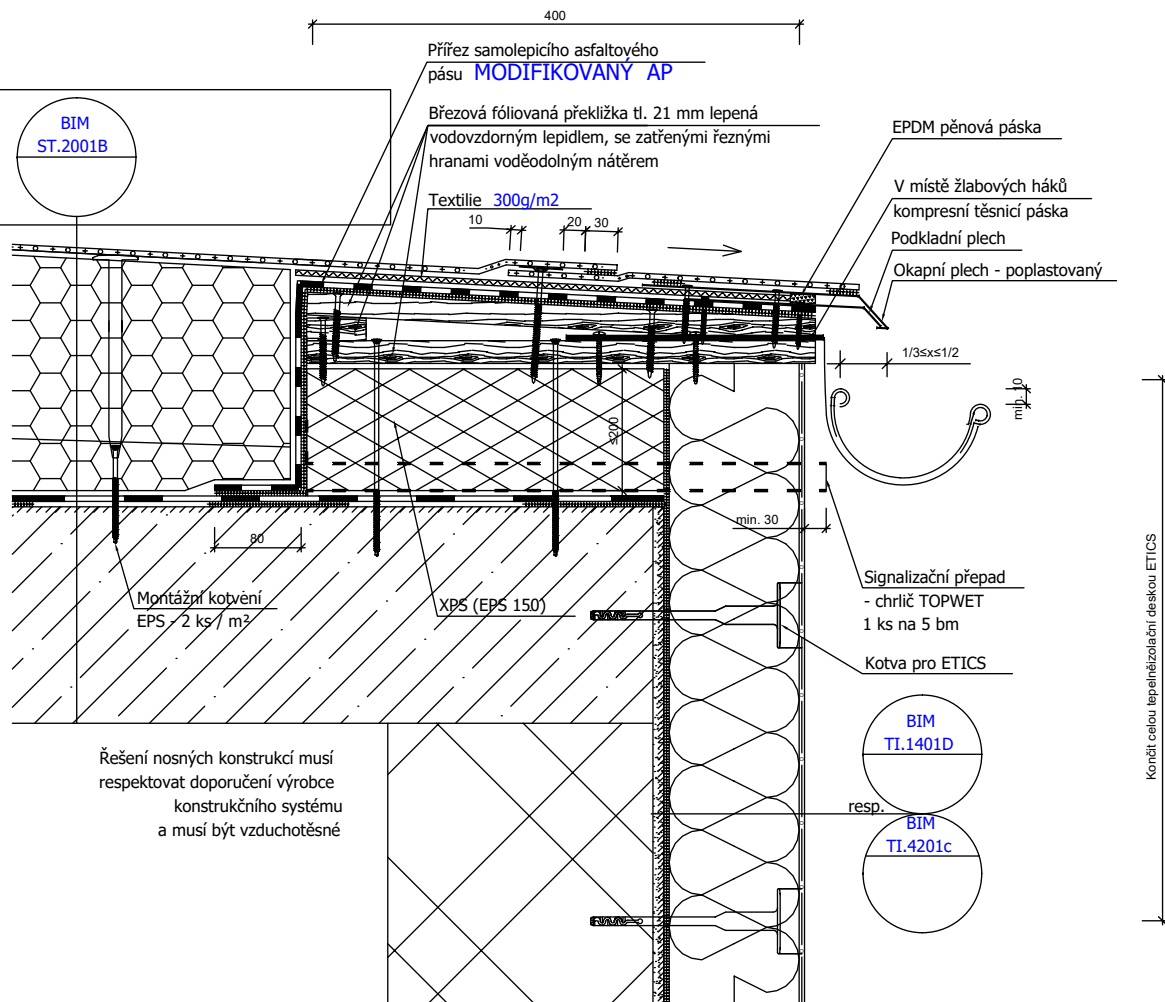 400
Přířez samolepicího asfaltového
pásu MODIFIKOVANÝ AP
BIM
ST.2001B
Březová fóliovaná překližka tl. 21 mm lepená
vodovzdorným lepidlem, se zatřenými řeznými
hranami voděodolným nátěrem
EPDM pěnová páska
V místě žlabových háků
kompresní těsnicí páska
Textilie 300g/m2
10
20
30
Podkladní plech
Okapní plech - poplastovaný
1/3≤x≤1/2
min. 10
≤200
min. 30
80
Montážní kotvení
EPS - 2 ks / m²
XPS (EPS 150)
Signalizační přepad
- chrlič TOPWET
1 ks na 5 bm
Kotva pro ETICS
Končit celou tepelněizolační deskou ETICS
BIM
TI.1401D
resp.
BIM
TI.4201c
Řešení nosných konstrukcí musí
respektovat doporučení výrobce
konstrukčního systému
a musí být vzduchotěsné